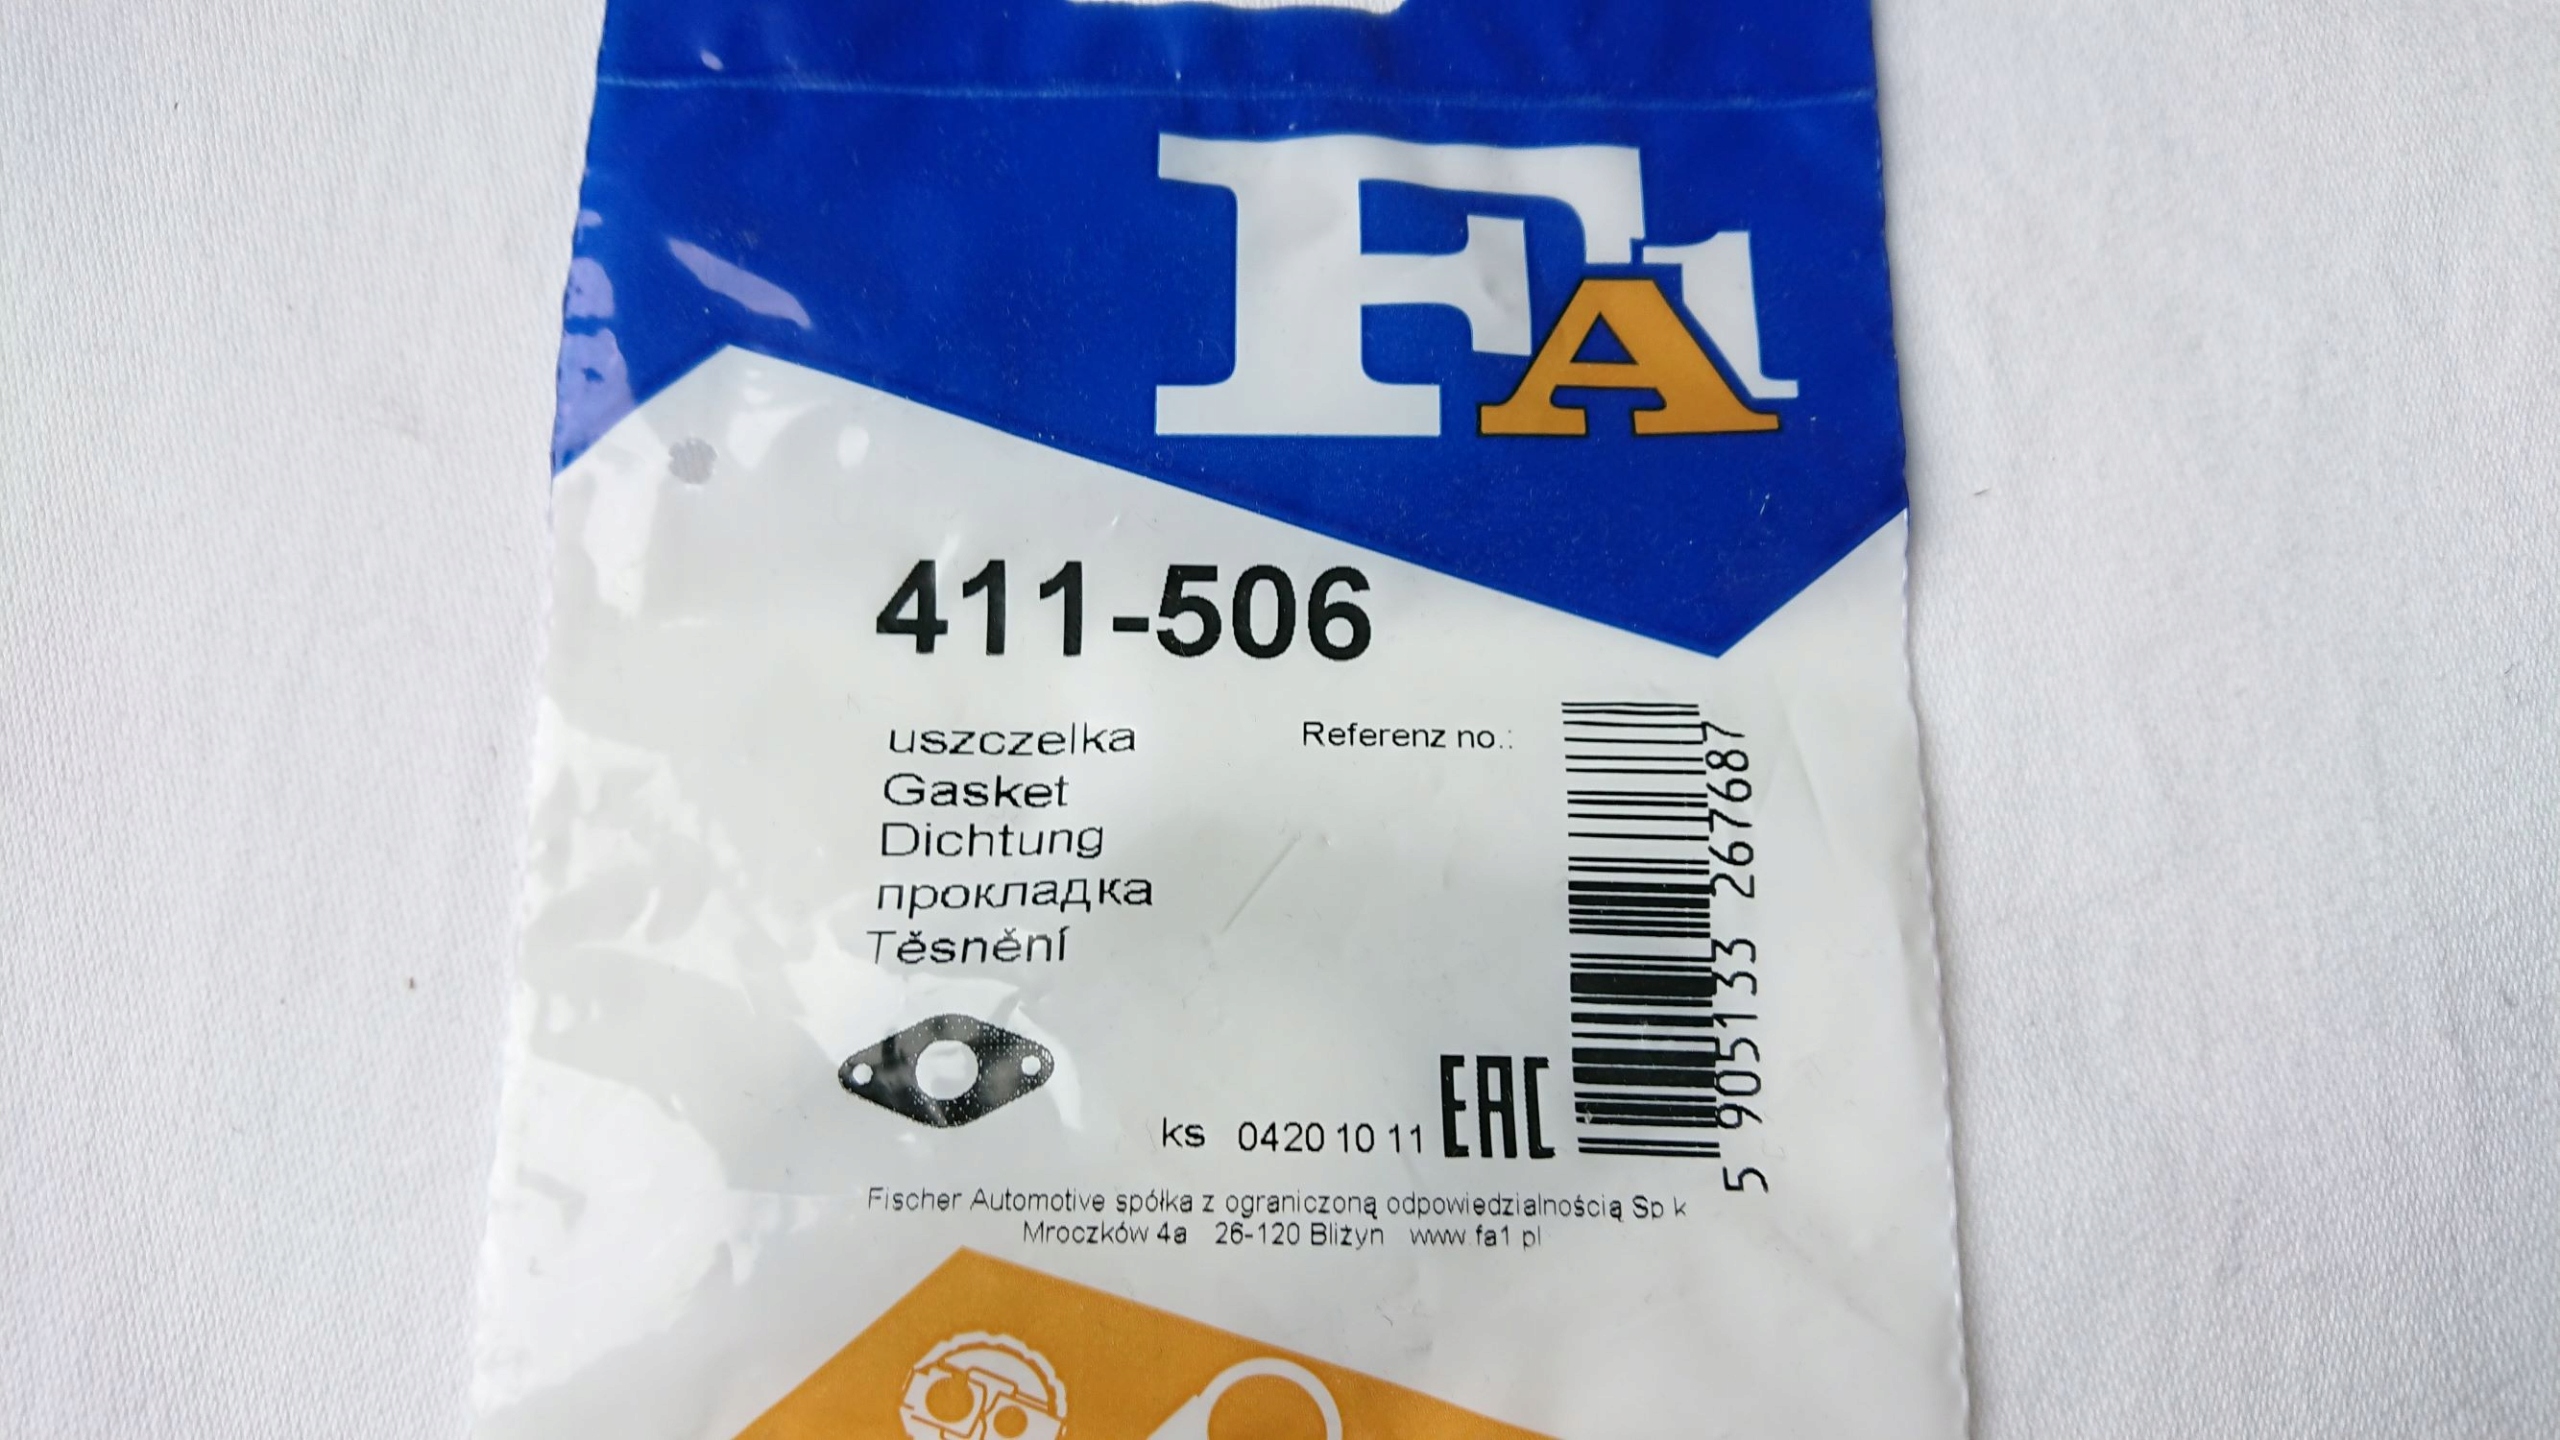 FA1
411-506
uszczelka
Referenz no.:
Gasket
Dichtung
прокладка
Těsnění
ks 0420 10 11 EAC
5 905133 267687
Fischer Automotive spółka z ograniczoną odpowiedzialnością Sp k
Mroczków 4a 26-120 Bliżyn www.fa1.pl